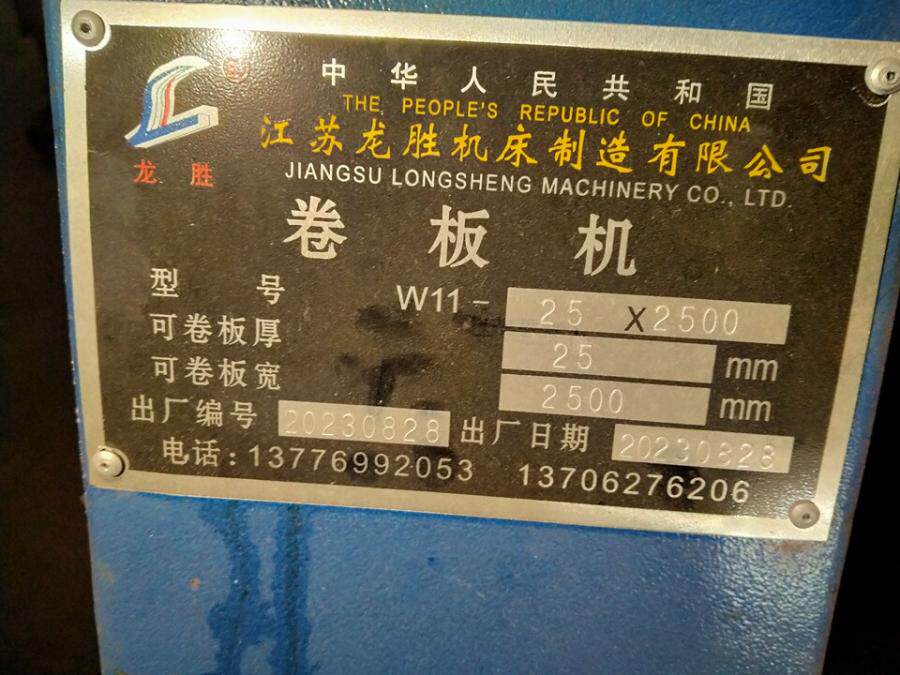 中华人民共和国
THE PEOPLE'S REPUBLIC OF CHINA
江苏龙胜机床制造有限公司
JIANGSU LONGSHENG MACHINERY CO., LTD.
龙胜
卷板机
型号 W11- 25 X2500
可卷板厚 25 mm
可卷板宽 2500 mm
出厂编号 20230828 出厂日期 20230828
电话:13776992053 13706276206